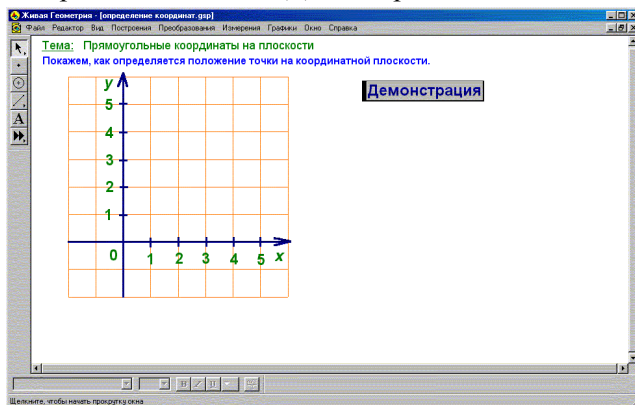 Живая Геометрия - [определение координат.gsp]
Файл Редактор Вид Построения Преобразования Измерения Графики Окно Справка
Тема: Прямоугольные координаты на плоскости
Покажем, как определяется положение точки на координатной плоскости.
Демонстрация
y
5
4
3
2
1
0 1 2 3 4 5 x
A
Щелкните, чтобы начать прокрутку окна